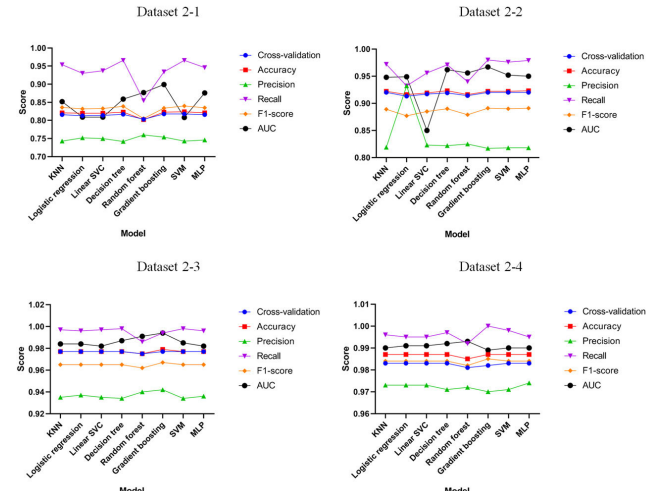 Dataset 2-1
1.00
0.95
0.90
0.85
0.80
0.75
0.70
Score
KNN
Logistic regression
Linear SVC
Decision tree
Random forest
Gradient boosting
SVM
MLP
Model
Cross-validation
Accuracy
Precision
Recall
F1-score
AUC
Dataset 2-2
1.00
0.95
0.90
0.85
0.80
Score
KNN
Logistic regression
Linear SVC
Decision tree
Random forest
Gradient boosting
SVM
MLP
Model
Cross-validation
Accuracy
Precision
Recall
F1-score
AUC
Dataset 2-3
1.02
1.00
0.98
0.96
0.94
0.92
Score
KNN
Logistic regression
Linear SVC
Decision tree
Random forest
Gradient boosting
SVM
MLP
Model
Cross-validation
Accuracy
Precision
Recall
F1-score
AUC
Dataset 2-4
1.01
1.00
0.99
0.98
0.97
0.96
Score
KNN
Logistic regression
Linear SVC
Decision tree
Random forest
Gradient boosting
SVM
MLP
Model
Cross-validation
Accuracy
Precision
Recall
F1-score
AUC